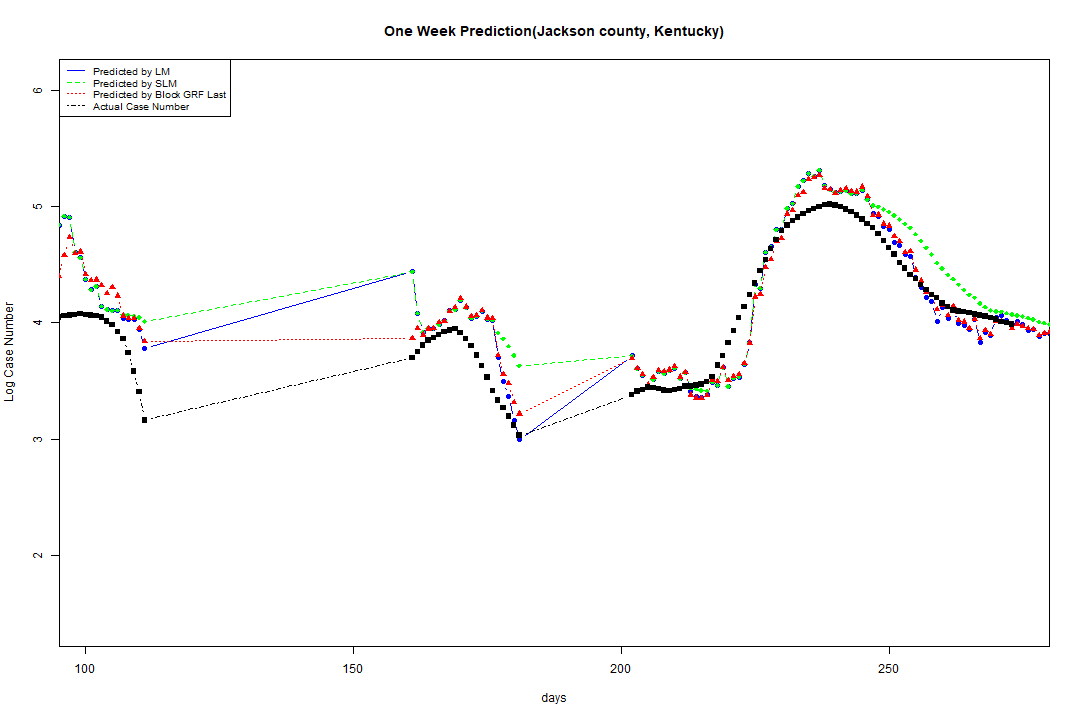 One Week Prediction(Jackson county, Kentucky)
Predicted by LM
Predicted by SLM
Predicted by Block GRF Last
Actual Case Number
6
5
4
3
2
Log Case Number
100 150 200 250
days